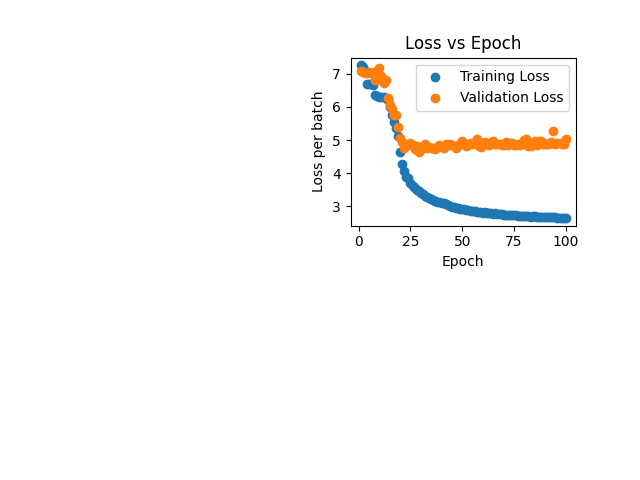 Loss vs Epoch
7
6
5
4
3
Loss per batch
Training Loss
Validation Loss
0 25 50 75 100
Epoch